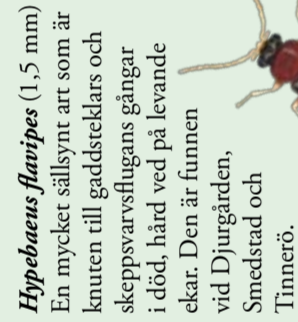 Hypebaeus flavipes (1,5 mm)
En mycket sällsynt art som är
knuten till gaddsteklars och
skeppsvarvsflugans gångar
i död, hård ved på levande
ekar. Den är funnen
vid Djurgården,
Smedstad och
Tinnerö.